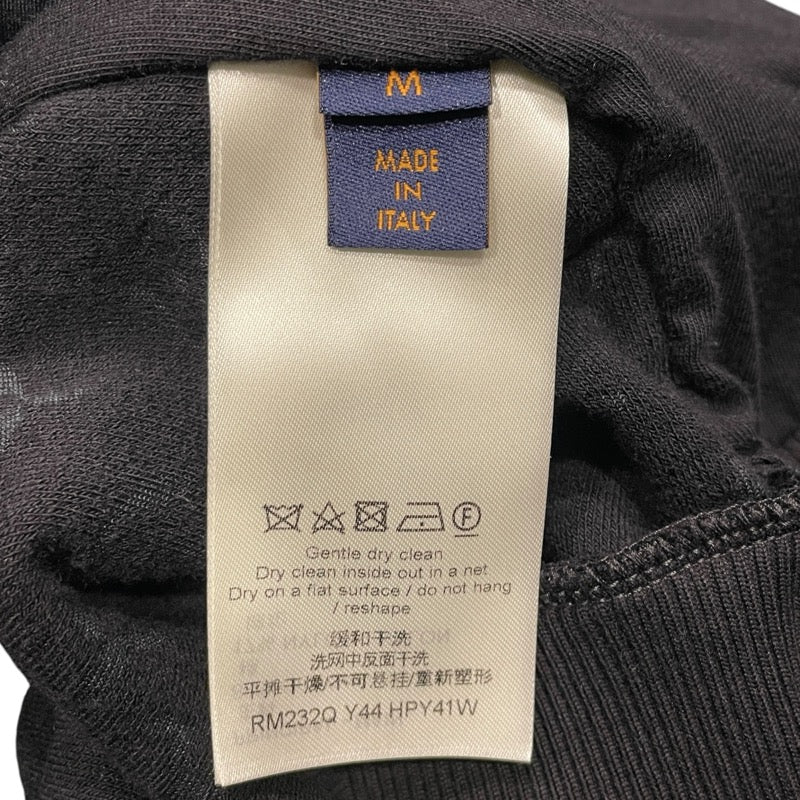 M
MADE
IN
ITALY
F
Gentle dry clean
Dry clean inside out in a net
Dry on a flat surface / do not hang
/ reshape
缓和干洗
洗网中反面干洗
平摊干燥/不可悬挂/重新塑形
RM232Q Y44 HPY41W